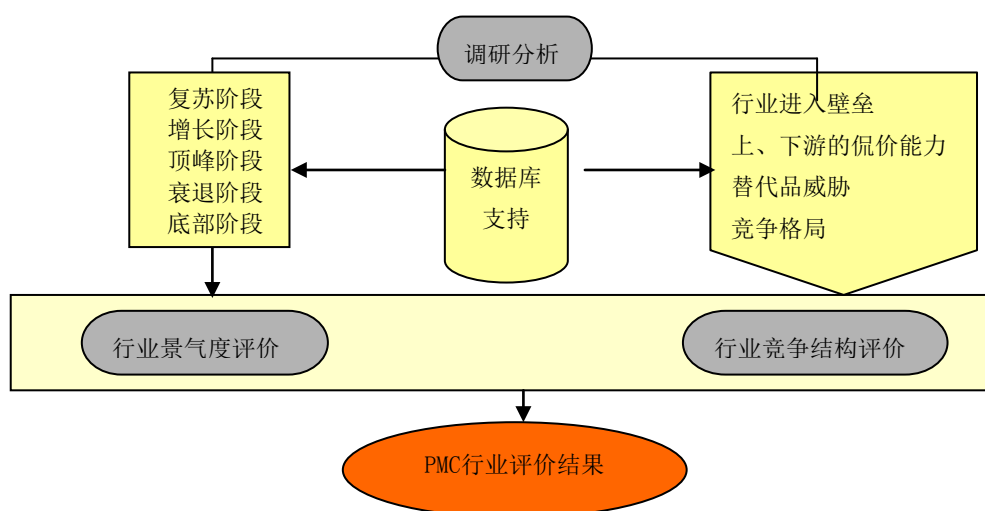 调研分析
复苏阶段
增长阶段
顶峰阶段
衰退阶段
底部阶段
数据库
支持
行业进入壁垒
上、下游的侃价能力
替代品威胁
竞争格局
行业景气度评价
行业竞争结构评价
PMC行业评价结果